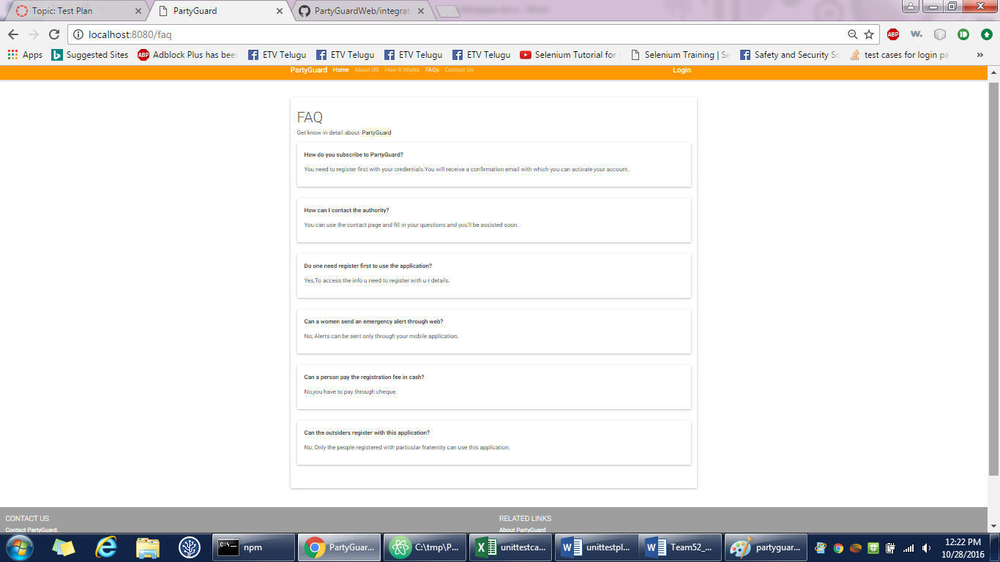 Topic: Test Plan
PartyGuard
PartyGuardWeb/integrat
localhost:8080/faq
ABP
W.
Apps
Suggested Sites
ABP
Adblock Plus has been
ETV Telugu
ETV Telugu
ETV Telugu
ETV Telugu
Selenium Tutorial for
Selenium Training | Se
Safety and Security Sc
test cases for login pa
»
PartyGuard
Home
About US
How It Works
FAQs
Contact Us
Login
FAQ
Get know in detail about PartyGuard
How do you subscribe to PartyGuard?
You need to register first with your credentials.You will receive a confirmation email with which you can activate your account.
How can I contact the authority?
You can use the contact page and fill in your questions and you'll be assisted soon.
Do one need register first to use the application?
Yes,To access the info u need to register with u r details.
Can a women send an emergency alert through web?
No, Alerts can be sent only through your mobile application.
Can a person pay the registration fee in cash?
No,you have to pay through cheque.
Can the outsiders register with this application?
No, Only the people registered with particular fraternity can use this application.
CONTACT US
Contact PartyGuard.
RELATED LINKS
About PartyGuard
C:\
npm
PartyGuar...
C:\tmp\P...
unittestca...
unittestpl...
Team52_...
partyguar...
12:22 PM
10/28/2016